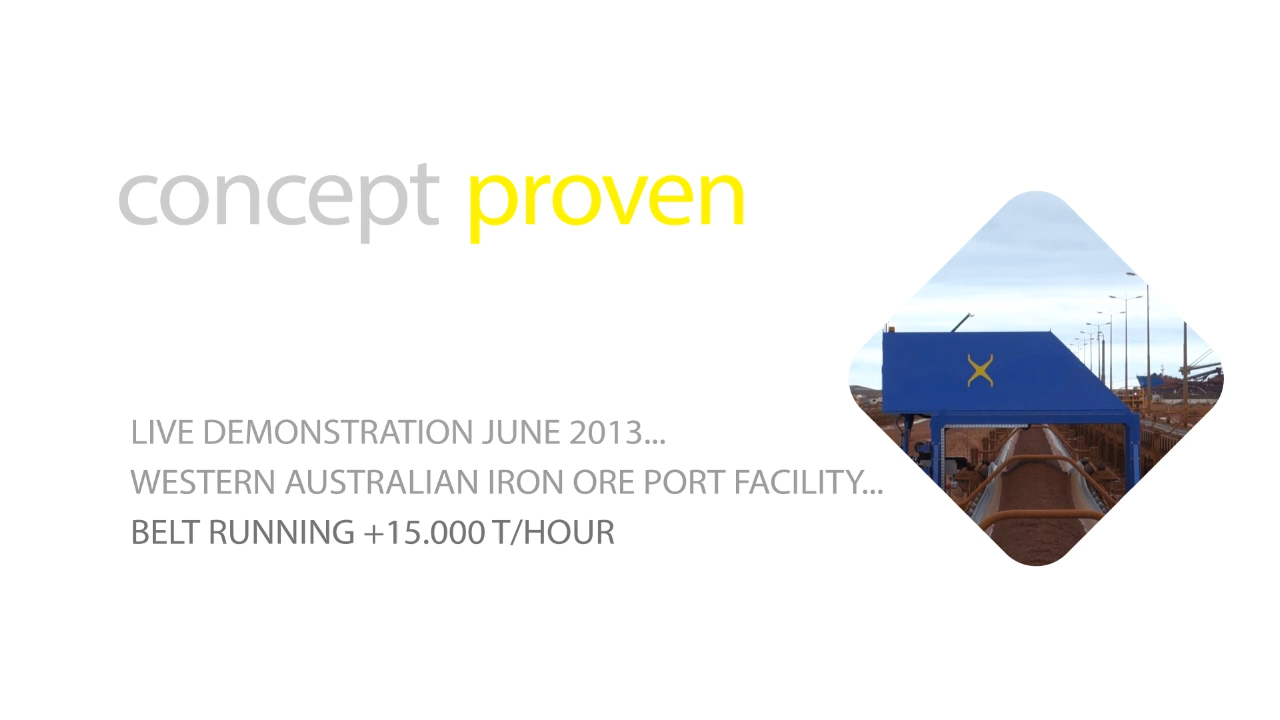 concept proven
LIVE DEMONSTRATION JUNE 2013...
WESTERN AUSTRALIAN IRON ORE PORT FACILITY...
BELT RUNNING +15.000 T/HOUR